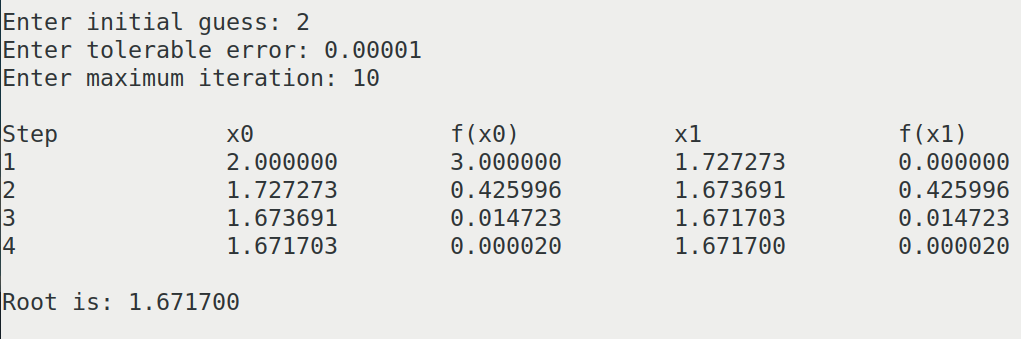 Enter initial guess: 2
Enter tolerable error: 0.00001
Enter maximum iteration: 10
Step x0 f(x0) x1 f(x1)
1 2.000000 3.000000 1.727273 0.000000
2 1.727273 0.425996 1.673691 0.425996
3 1.673691 0.014723 1.671703 0.014723
4 1.671703 0.000020 1.671700 0.000020
Root is: 1.671700